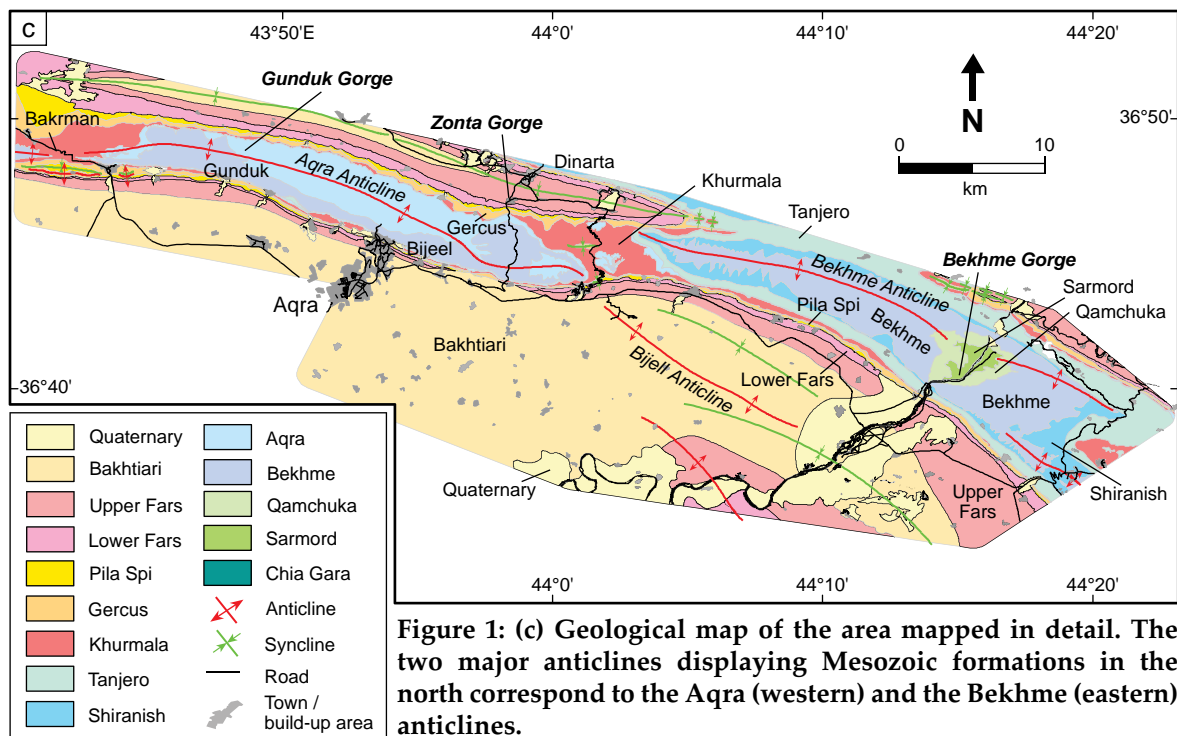 c
43°50'E
44°0'
44°10'
44°20'
Gunduk Gorge
36°50'
Bakrman
Zonta Gorge
N
0 10
km
Dinarta
Gunduk
Aqra Anticline
Khurmala
Tanjero
Gercus
Bekhme Gorge
Bijeel
Bekhme Anticline
Sarmord
Aqra
Pila Spi
Bekhme
Qamchuka
Bakhtiari
36°40'
Bijell Anticline
Lower Fars
Bekhme
Quaternary
Upper
Fars
Shiranish
Quaternary
Bakhtiari
Upper Fars
Lower Fars
Pila Spi
Gercus
Khurmala
Tanjero
Shiranish
Aqra
Bekhme
Qamchuka
Sarmord
Chia Gara
Anticline
Syncline
Road
Town /
build-up area
44°0'
44°10'
44°20'
Figure 1: (c) Geological map of the area mapped in detail. The
two major anticlines displaying Mesozoic formations in the
north correspond to the Aqra (western) and the Bekhme (eastern)
anticlines.